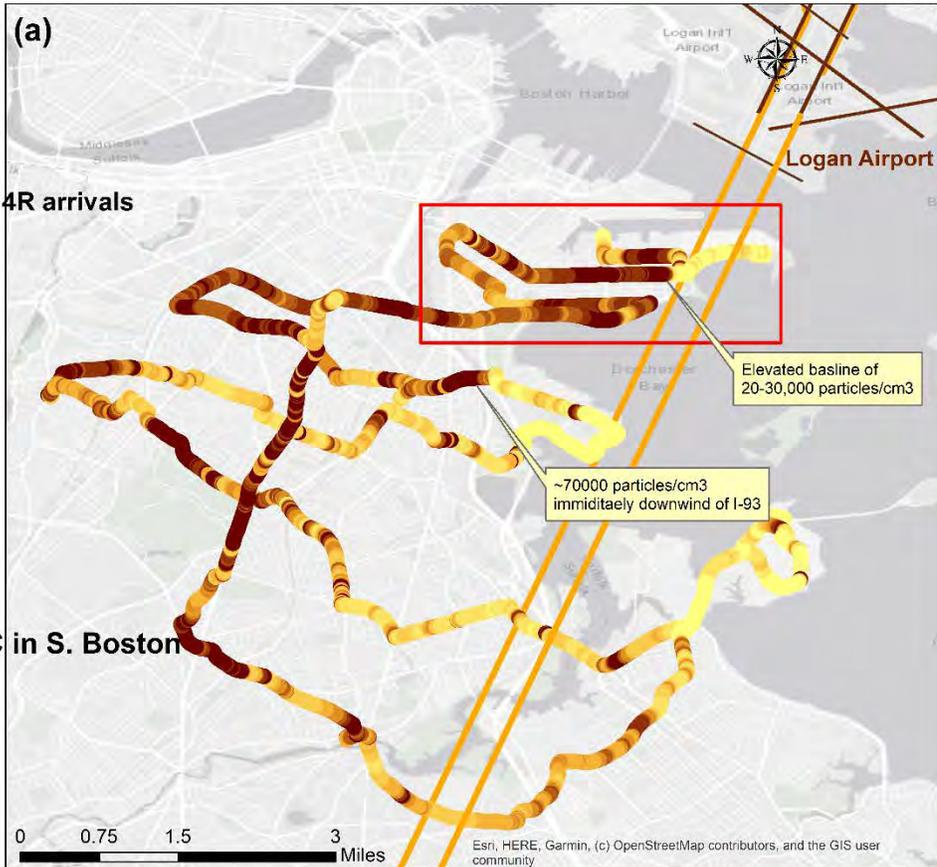 (a)
Logan Int'l
Airport
N
W E
S
Boston Harbor
Logan Int'l
Airport
Logan Airport
4R arrivals
Elevated basline of
20-30,000 particles/cm3
Dorchester
Bay
~70000 particles/cm3
immiditaely downwind of I-93
in S. Boston
0 0.75 1.5 3
Miles
Esri, HERE, Garmin, (c) OpenStreetMap contributors, and the GIS user
community